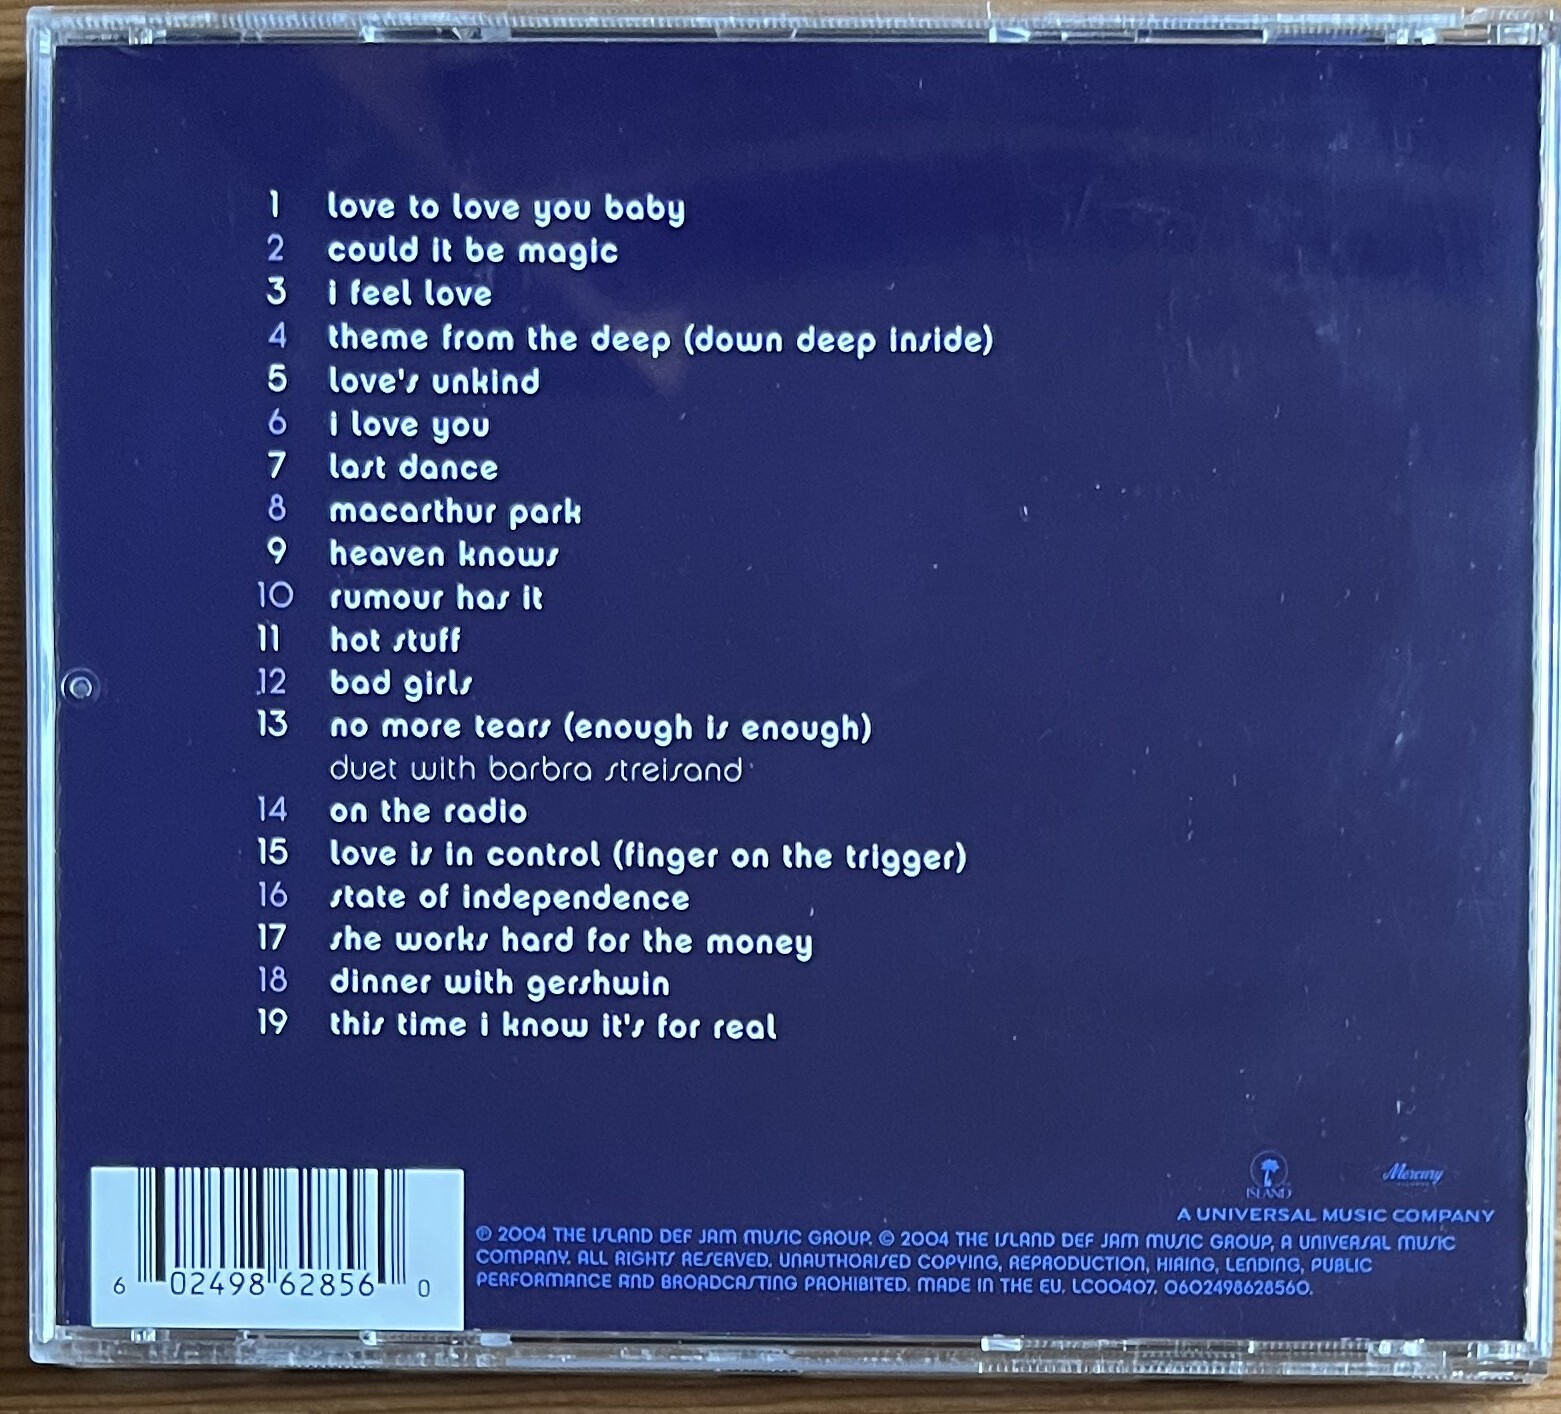 1 love to love you baby
2 could it be magic
3 i feel love
4 theme from the deep (down deep inside)
5 love's unkind
6 i love you
7 last dance
8 macarthur park
9 heaven knows
10 rumour has it
11 hot stuff
12 bad girls
13 no more tears (enough is enough)
duet with barbra streisand
14 on the radio
15 love is in control (finger on the trigger)
16 state of independence
17 she works hard for the money
18 dinner with gershwin
19 this time i know it's for real
ISLAND
Mercury
A UNIVERSAL MUSIC COMPANY
℗ 2004 THE ISLAND DEF JAM MUSIC GROUP. © 2004 THE ISLAND DEF JAM MUSIC GROUP, A UNIVERSAL MUSIC
COMPANY. ALL RIGHTS RESERVED. UNAUTHORISED COPYING, REPRODUCTION, HIRING, LENDING, PUBLIC
PERFORMANCE AND BROADCASTING PROHIBITED. MADE IN THE EU. LC00407. 0602498628560.
6 02498 62856 0